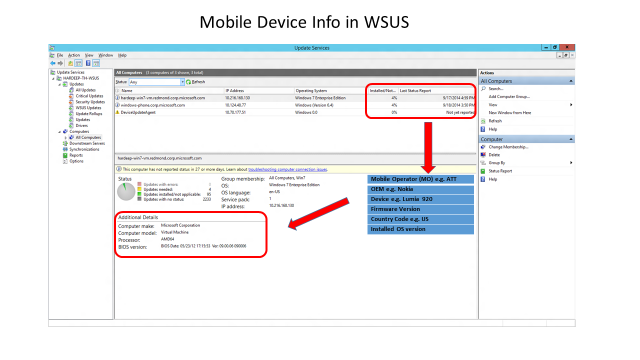 Mobile Device Info in WSUS
Update Services
File Action View Window Help
Update Services
HARDEEP-TH-WSUS
Updates
All Updates
Critical Updates
Security Updates
WSUS Updates
Update Rollups
Updates
Drivers
Computers
All Computers
Downstream Servers
Synchronizations
Reports
Options
All Computers (3 computers of 3 shown, 3 total)
Status: Any Refresh
Name IP Address Operating System Installed/Not... Last Status Report
hardeep-win7-vm.redmond.corp.microsoft.com 10.216.160.130 Windows 7 Enterprise Edition 4% 9/17/2014 4:39
windows-phone.corp.microsoft.com 10.124.40.77 Windows (Version 6.4) 4% 9/18/2014 3:50 PM
DeviceUpdateAgent 10.70.177.51 Windows 0.0 0% Not yet reported
hardeep-win7-vm.redmond.corp.microsoft.com
This computer has not reported status in 27 or more days. Learn about troubleshooting computer connection issues.
Status
Updates with errors: 1
Updates needed:
Updates installed/not applicable: 95
Updates with no status: 2233
Group membership: All Computers, Win7
OS: Windows 7 Enterprise Edition
OS language: en-US
Service pack: 1
IP address: 10.216.160.130
Additional Details
Computer make: Microsoft Corporation
Computer model: Virtual Machine
Processor: AMD64
BIOS version: BIOS Date: 05/23/12 17:15:53 Ver: 09.00.06 090006
Mobile Operator (MO) e.g. ATT
OEM e.g. Nokia
Device e.g. Lumia 920
Firmware Version
Country Code e.g. US
Installed OS version
Actions
All Computers
Search...
Add Computer Group...
View
New Window from Here
Refresh
Help
Computer
Change Membership...
Delete
Group By
Status Report
Help